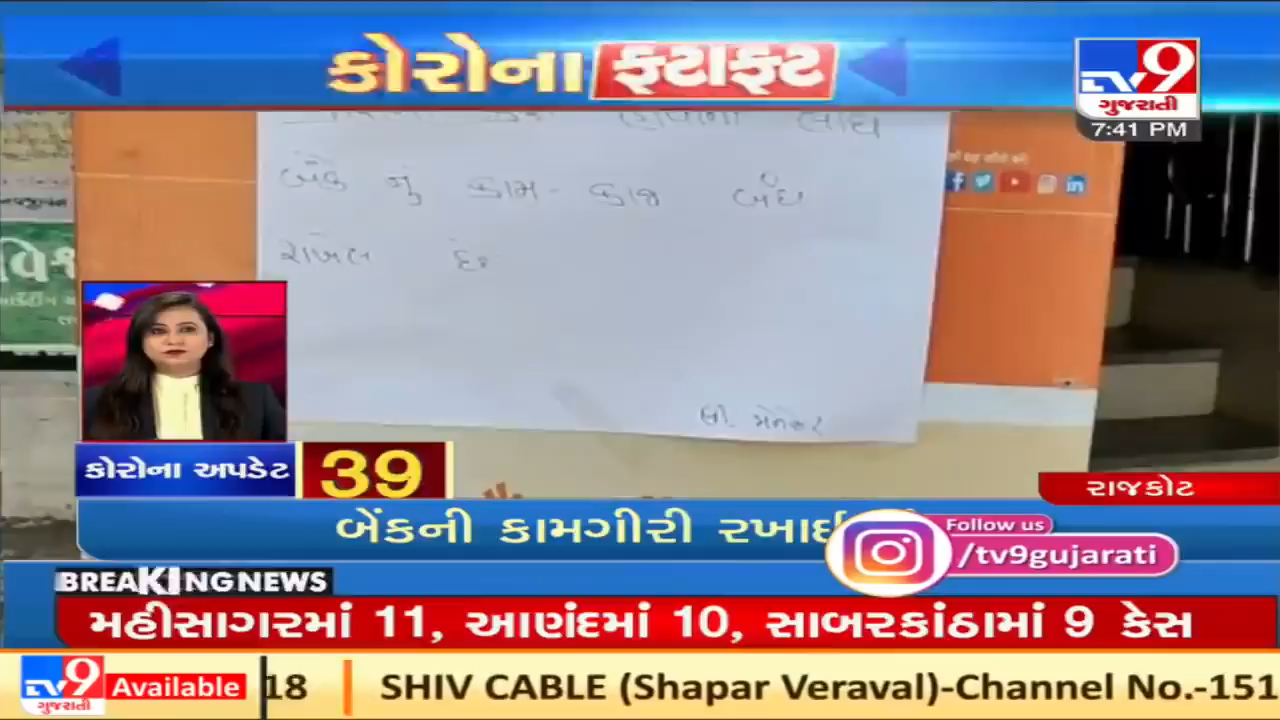 કોરોના ફટાફટ
TV9
ગુજરાતી
7:41 PM
બેંક નું કામ-કાજ બંધ
રાખેલ છે
લી. મેનેજર
વિશ્વ
કોરોના અપડેટ 39
રાજકોટ
બેંકની કામગીરી રખાઈ
Follow us
/tv9gujarati
BREAKING NEWS
મહીસાગરમાં 11, આણંદમાં 10, સાબરકાંઠામાં 9 કેસ
TV9
ગુજરાતી
Available
18
SHIV CABLE (Shapar Veraval)-Channel No.-151